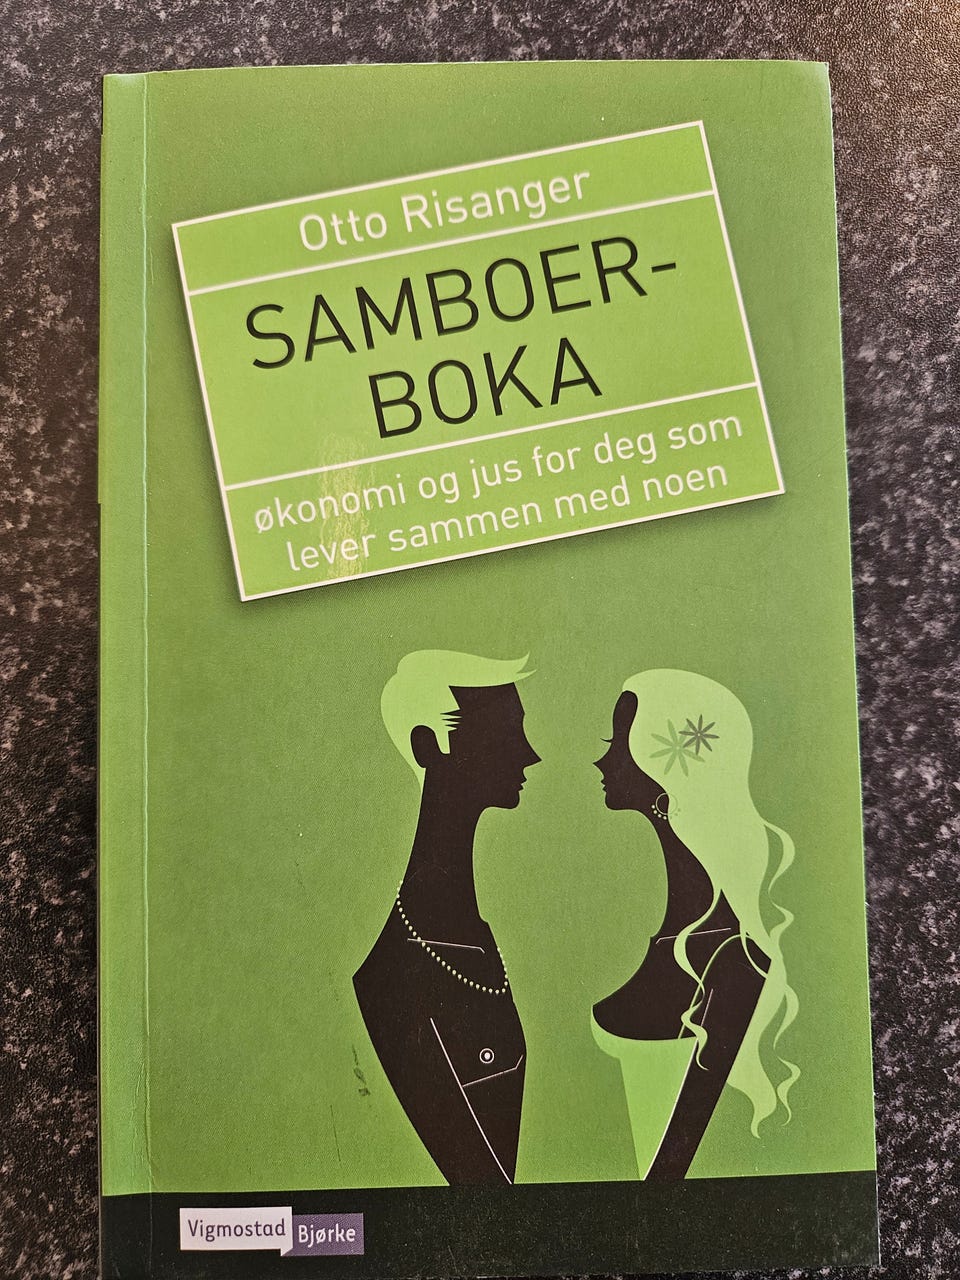 Otto Risanger
SAMBOER-
BOKA
økonomi og jus for deg som
lever sammen med noen
Vigmostad
Bjørke